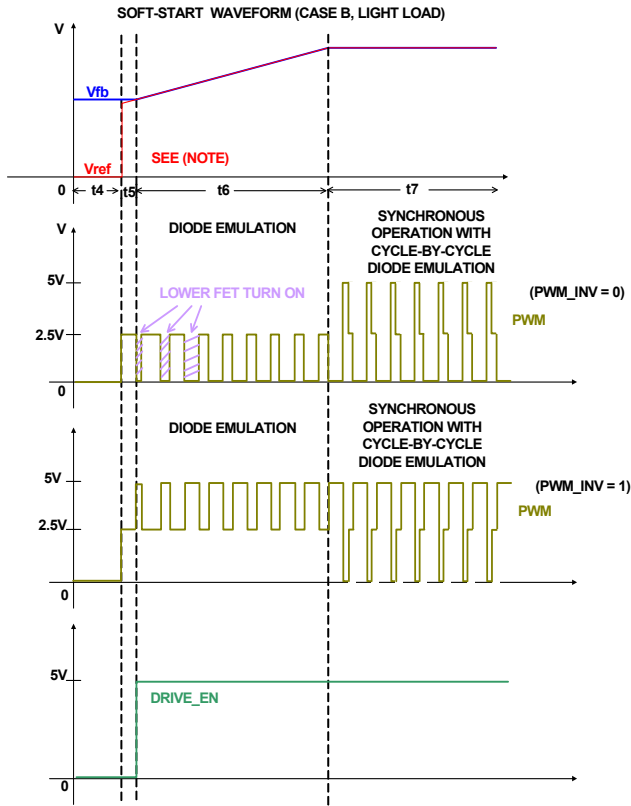 SOFT-START WAVEFORM (CASE B, LIGHT LOAD)
V
Vfb
SEE (NOTE)
Vref
0
t4
t5
t6
t7
V
DIODE EMULATION
SYNCHRONOUS
OPERATION WITH
CYCLE-BY-CYCLE
DIODE EMULATION
5V
LOWER FET TURN ON
(PWM_INV = 0)
PWM
2.5V
0
DIODE EMULATION
SYNCHRONOUS
OPERATION WITH
CYCLE-BY-CYCLE
DIODE EMULATION
5V
(PWM_INV = 1)
PWM
2.5V
0
5V
DRIVE_EN
0